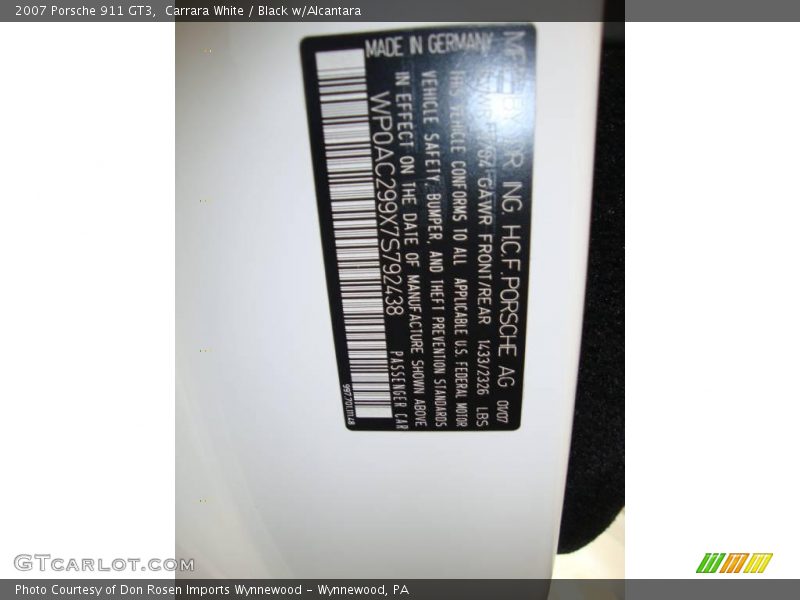 2007 Porsche 911 GT3, Carrara White / Black w/Alcantara
MFD BY DR. ING. H.C.F. PORSCHE AG 01/07
GAWR FRONT/REAR 1433/2326 LBS
THIS VEHICLE CONFORMS TO ALL APPLICABLE U.S. FEDERAL MOTOR
VEHICLE SAFETY, BUMPER, AND THEFT PREVENTION STANDARDS
IN EFFECT ON THE DATE OF MANUFACTURE SHOWN ABOVE
WP0AC299X7S792438 PASSENGER CAR
MADE IN GERMANY
GTCARLOT.COM
Photo Courtesy of Don Rosen Imports Wynnewood - Wynnewood, PA